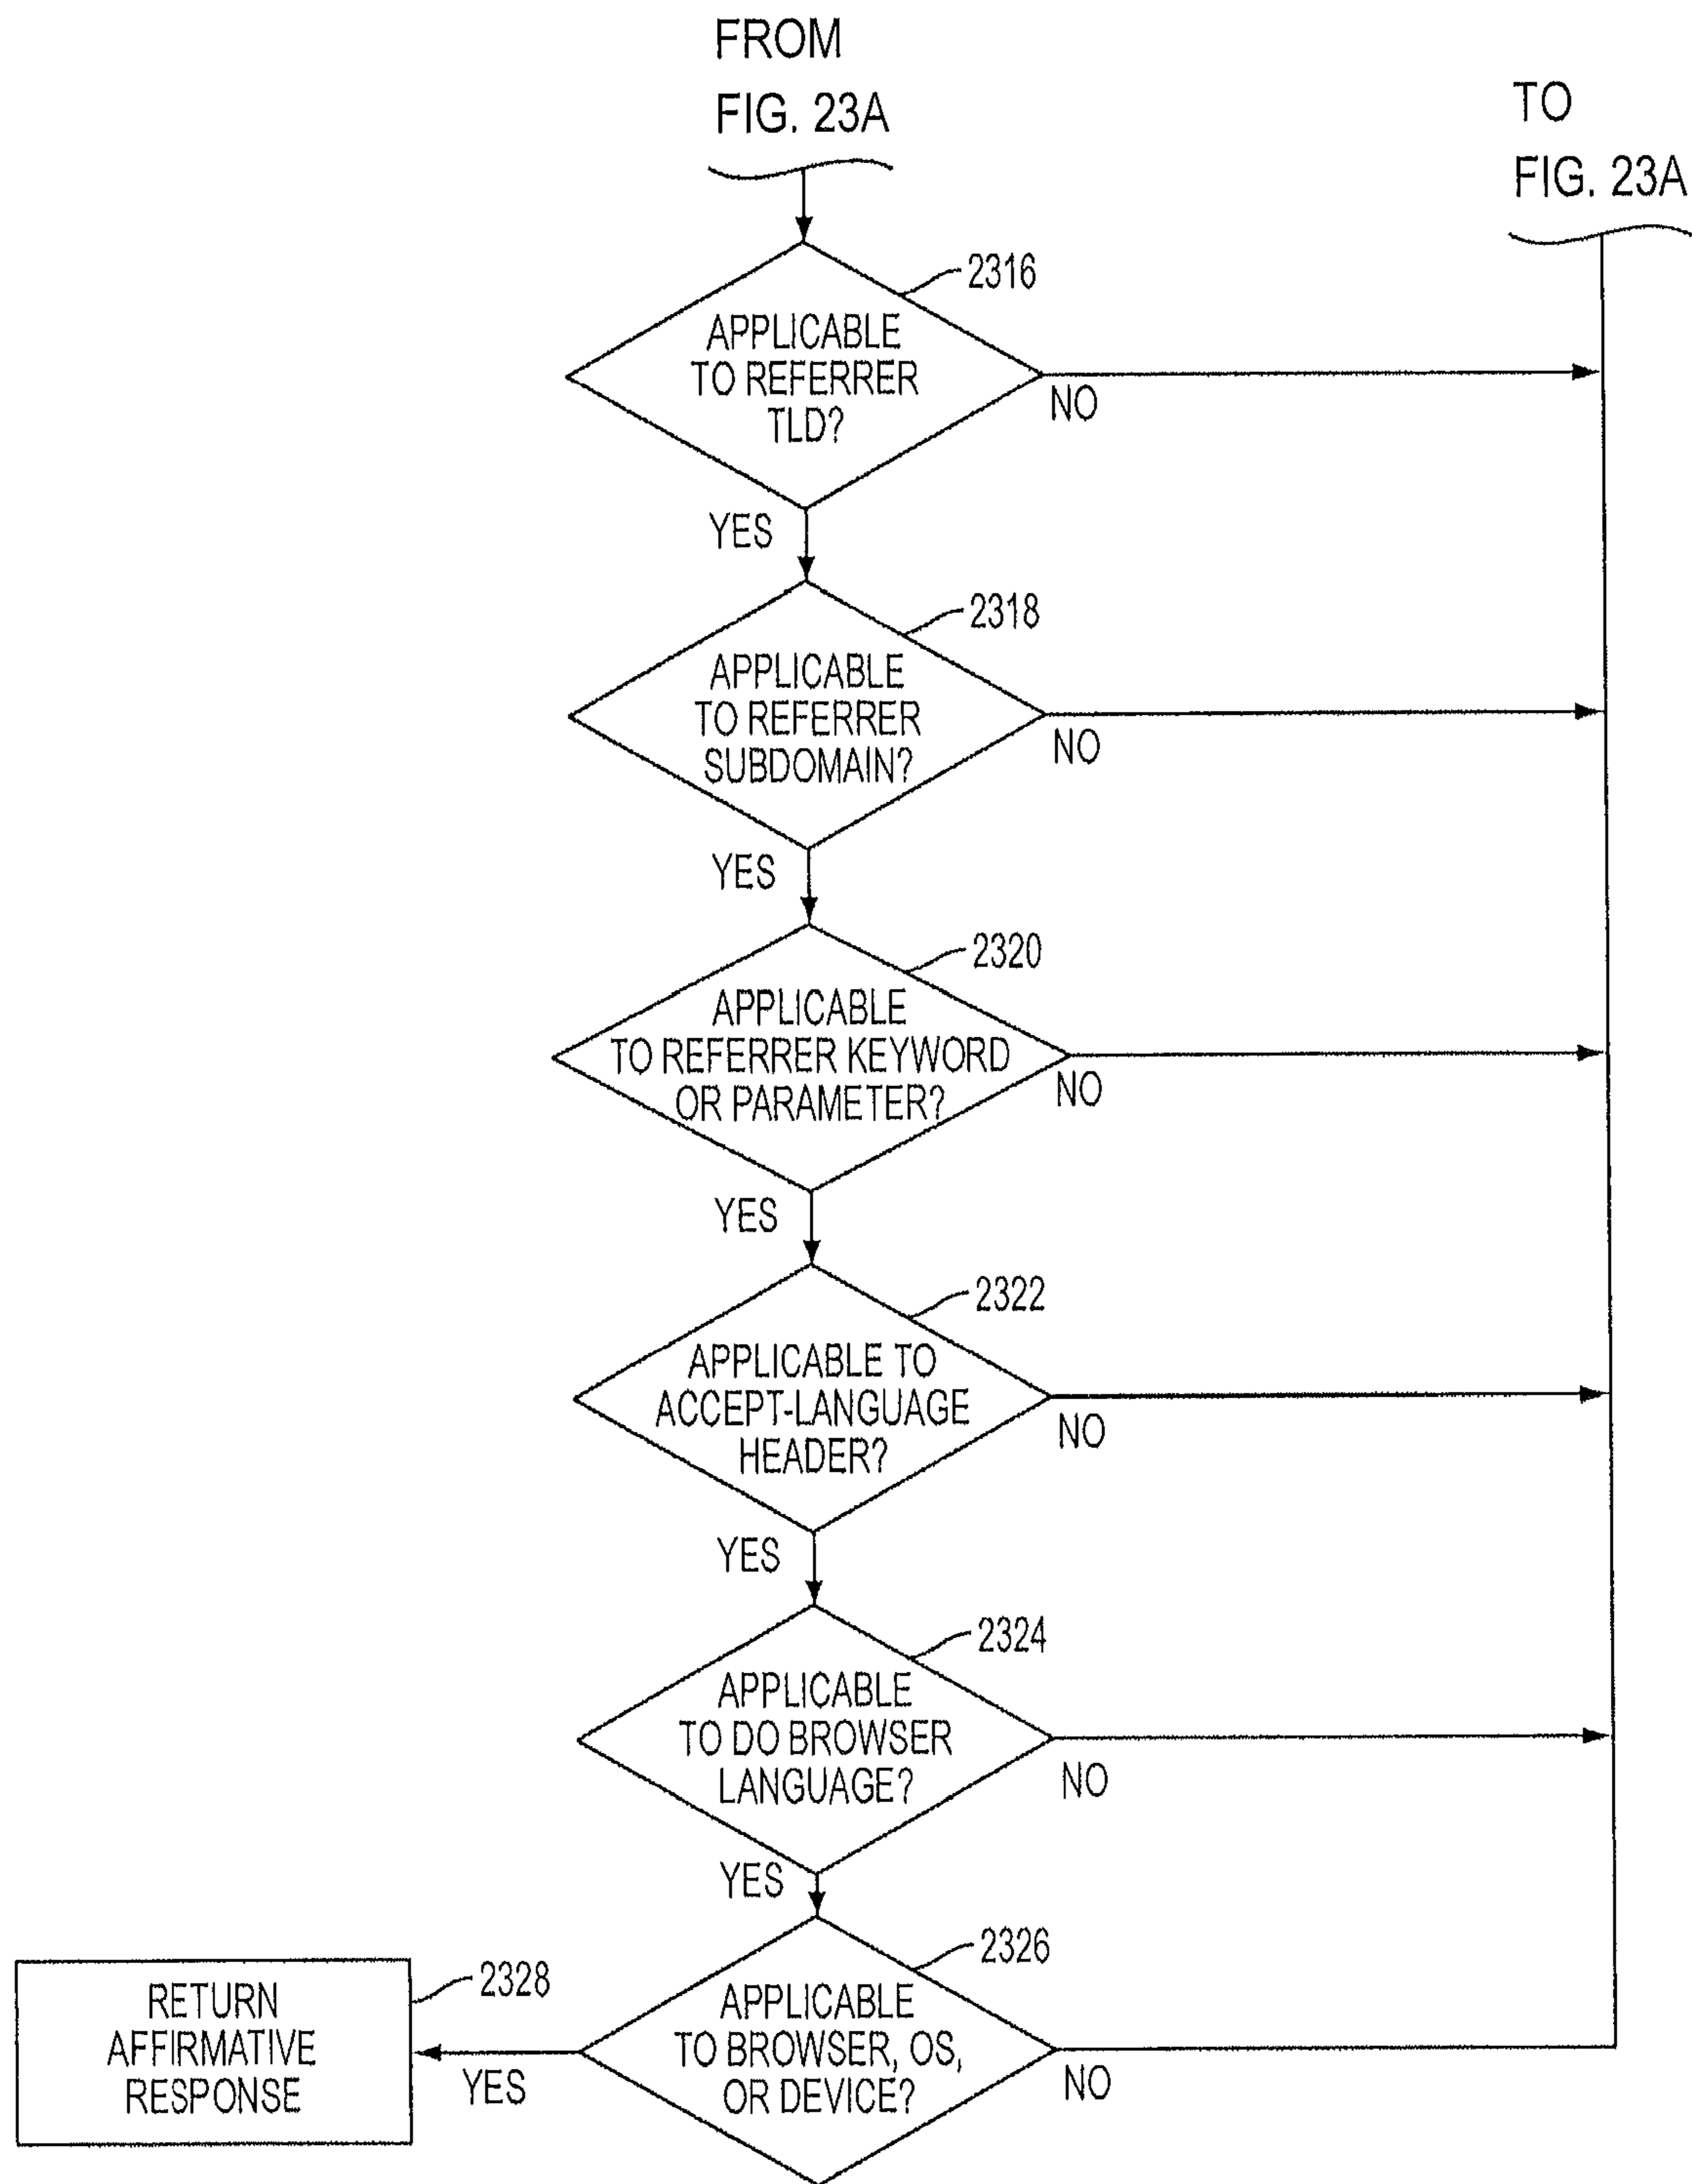 FROM
FIG. 23A
TO
FIG. 23A
2316
APPLICABLE
TO REFERRER
TLD?
NO
YES
2318
APPLICABLE
TO REFERRER
SUBDOMAIN?
NO
YES
2320
APPLICABLE
TO REFERRER KEYWORD
OR PARAMETER?
NO
YES
2322
APPLICABLE TO
ACCEPT-LANGUAGE
HEADER?
NO
YES
2324
APPLICABLE
TO DO BROWSER
LANGUAGE?
NO
YES
2326
APPLICABLE
TO BROWSER, OS,
OR DEVICE?
NO
YES
2328
RETURN
AFFIRMATIVE
RESPONSE